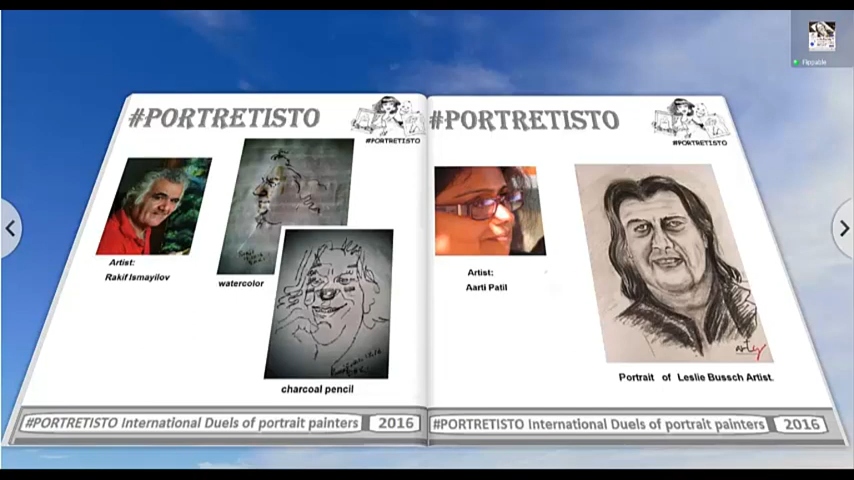 Flippable
#PORTRETISTO
#PORTRETISTO
Artist:
Rakif Ismayilov
watercolor
charcoal pencil
#PORTRETISTO International Duels of portrait painters
2016
#PORTRETISTO
#PORTRETISTO
Artist:
Aarti Patil
arty
Portrait of Leslie Bussch Artist.
#PORTRETISTO International Duels of portrait painters
2016